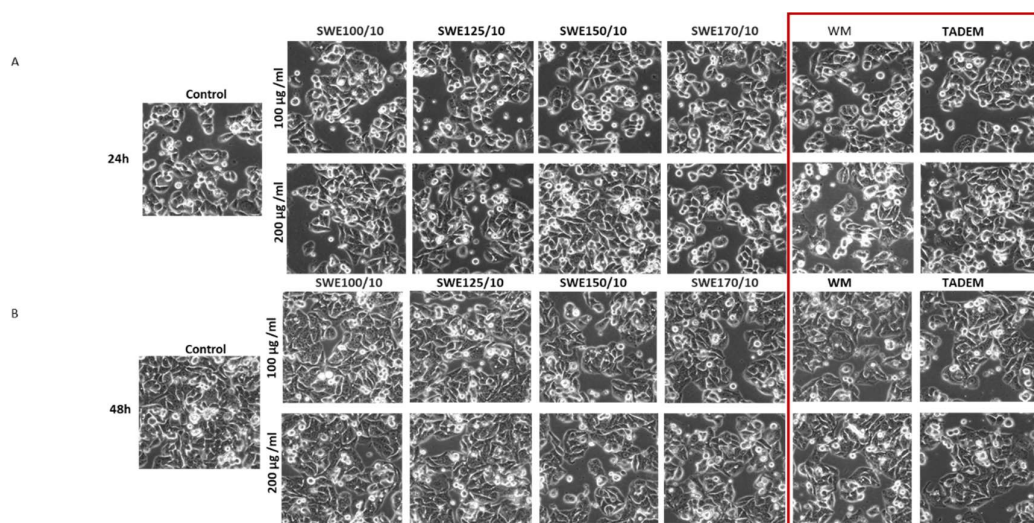 SWE100/10 SWE125/10 SWE150/10 SWE170/10 WM TADEM
A
Control
100 µg /ml
24h
200 µg /ml
SWE100/10 SWE125/10 SWE150/10 SWE170/10 WM TADEM
B
Control
100 µg /ml
48h
200 µg /ml